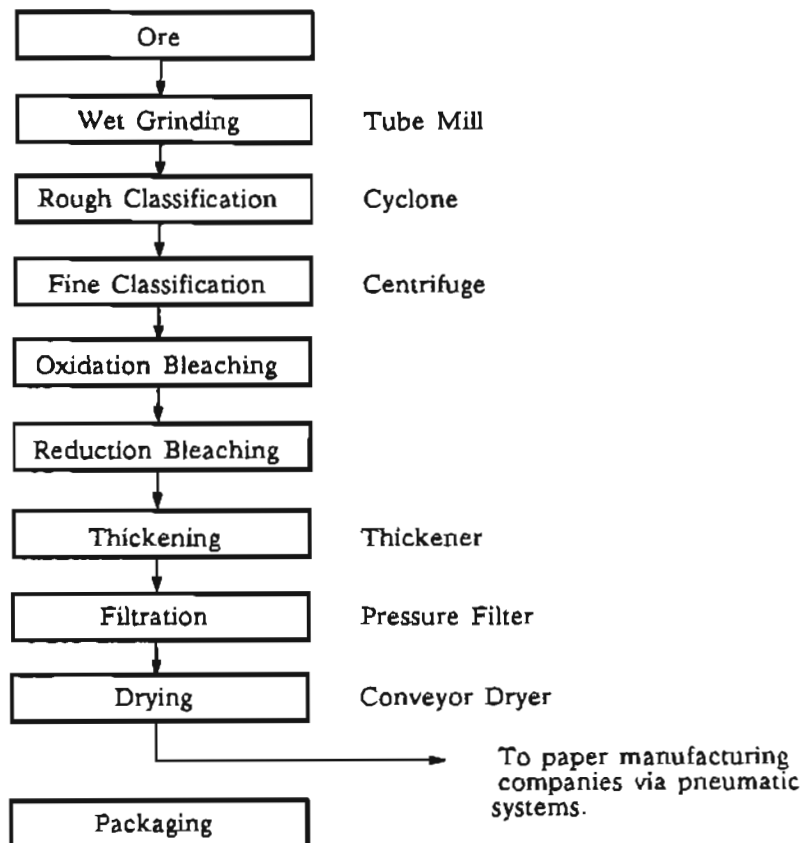 Ore
Wet Grinding Tube Mill
Rough Classification Cyclone
Fine Classification Centrifuge
Oxidation Bleaching
Reduction Bleaching
Thickening Thickener
Filtration Pressure Filter
Drying Conveyor Dryer
To paper manufacturing
companies via pneumatic
systems.
Packaging